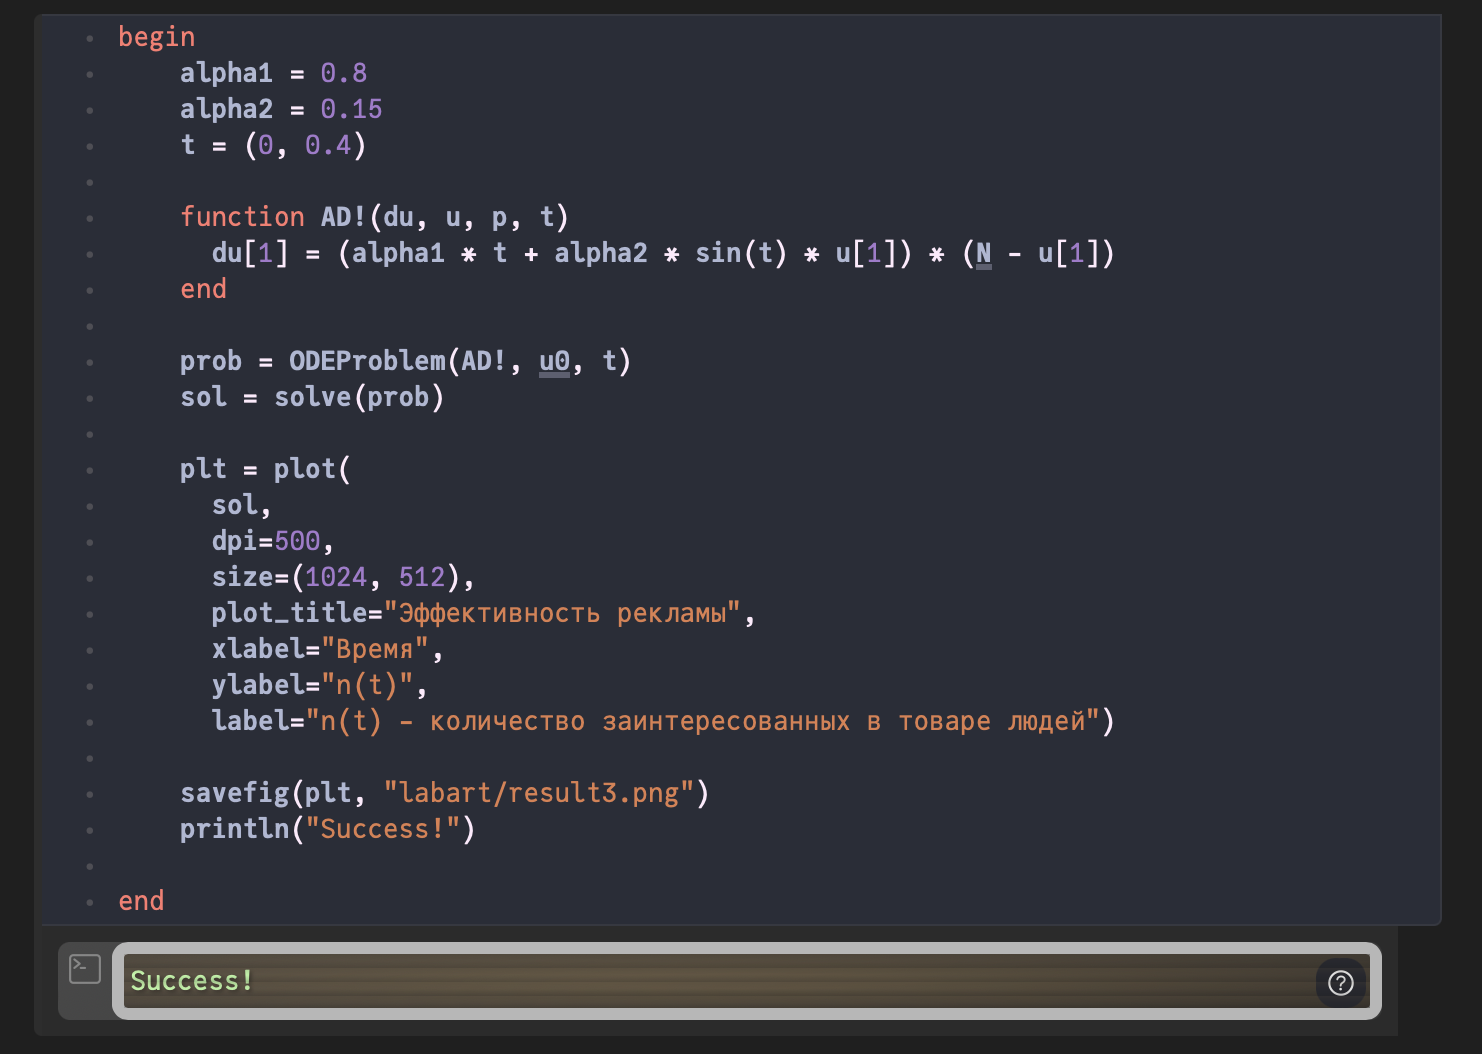 begin
    alpha1 = 0.8
    alpha2 = 0.15
    t = (0, 0.4)
    function AD!(du, u, p, t)
      du[1] = (alpha1 * t + alpha2 * sin(t) * u[1]) * (N - u[1])
    end
    prob = ODEProblem(AD!, u0, t)
    sol = solve(prob)
    plt = plot(
      sol,
      dpi=500,
      size=(1024, 512),
      plot_title="Эффективность рекламы",
      xlabel="Время",
      ylabel="n(t)",
      label="n(t) - количество заинтересованных в товаре людей")
    savefig(plt, "labart/result3.png")
    println("Success!")
end
Success!